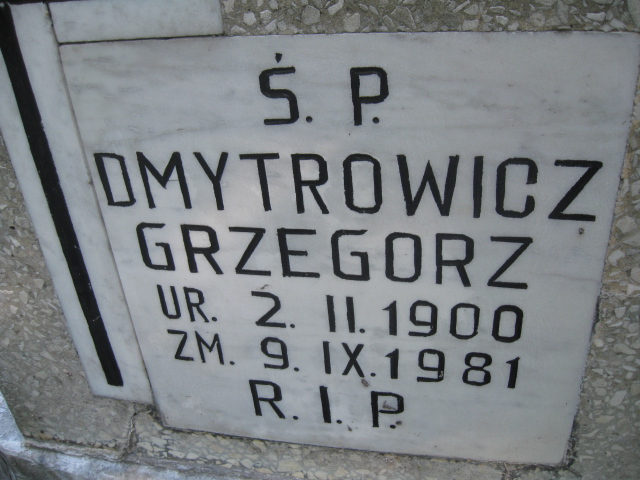 Ś. P.
DMYTROWICZ
GRZEGORZ
UR. 2. II. 1900
ZM. 9. IX. 1981
R. I. P.